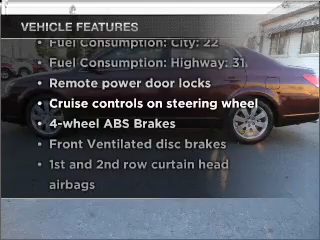 VEHICLE FEATURES
• Fuel Consumption: City: 22
• Fuel Consumption: Highway: 31
• Remote power door locks
• Cruise controls on steering wheel
• 4-wheel ABS Brakes
• Front Ventilated disc brakes
• 1st and 2nd row curtain head
airbags